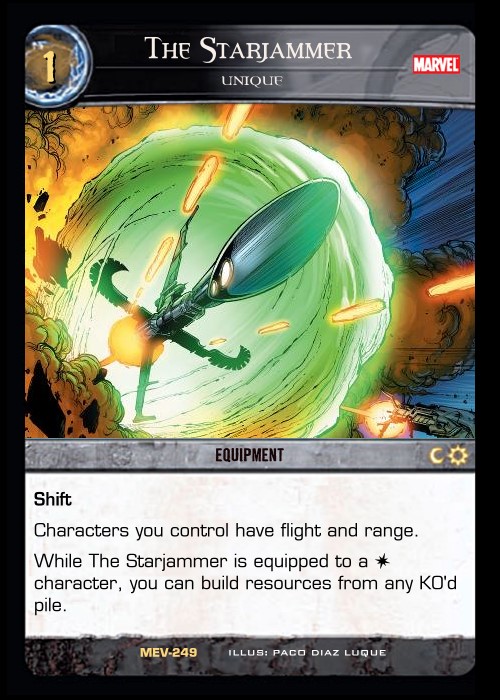 1
THE STARJAMMER
MARVEL
UNIQUE
EQUIPMENT
Shift
Characters you control have flight and range.
While The Starjammer is equipped to a ✷
character, you can build resources from any KO'd
pile.
MEV-249 ILLUS: PACO DIAZ LUQUE